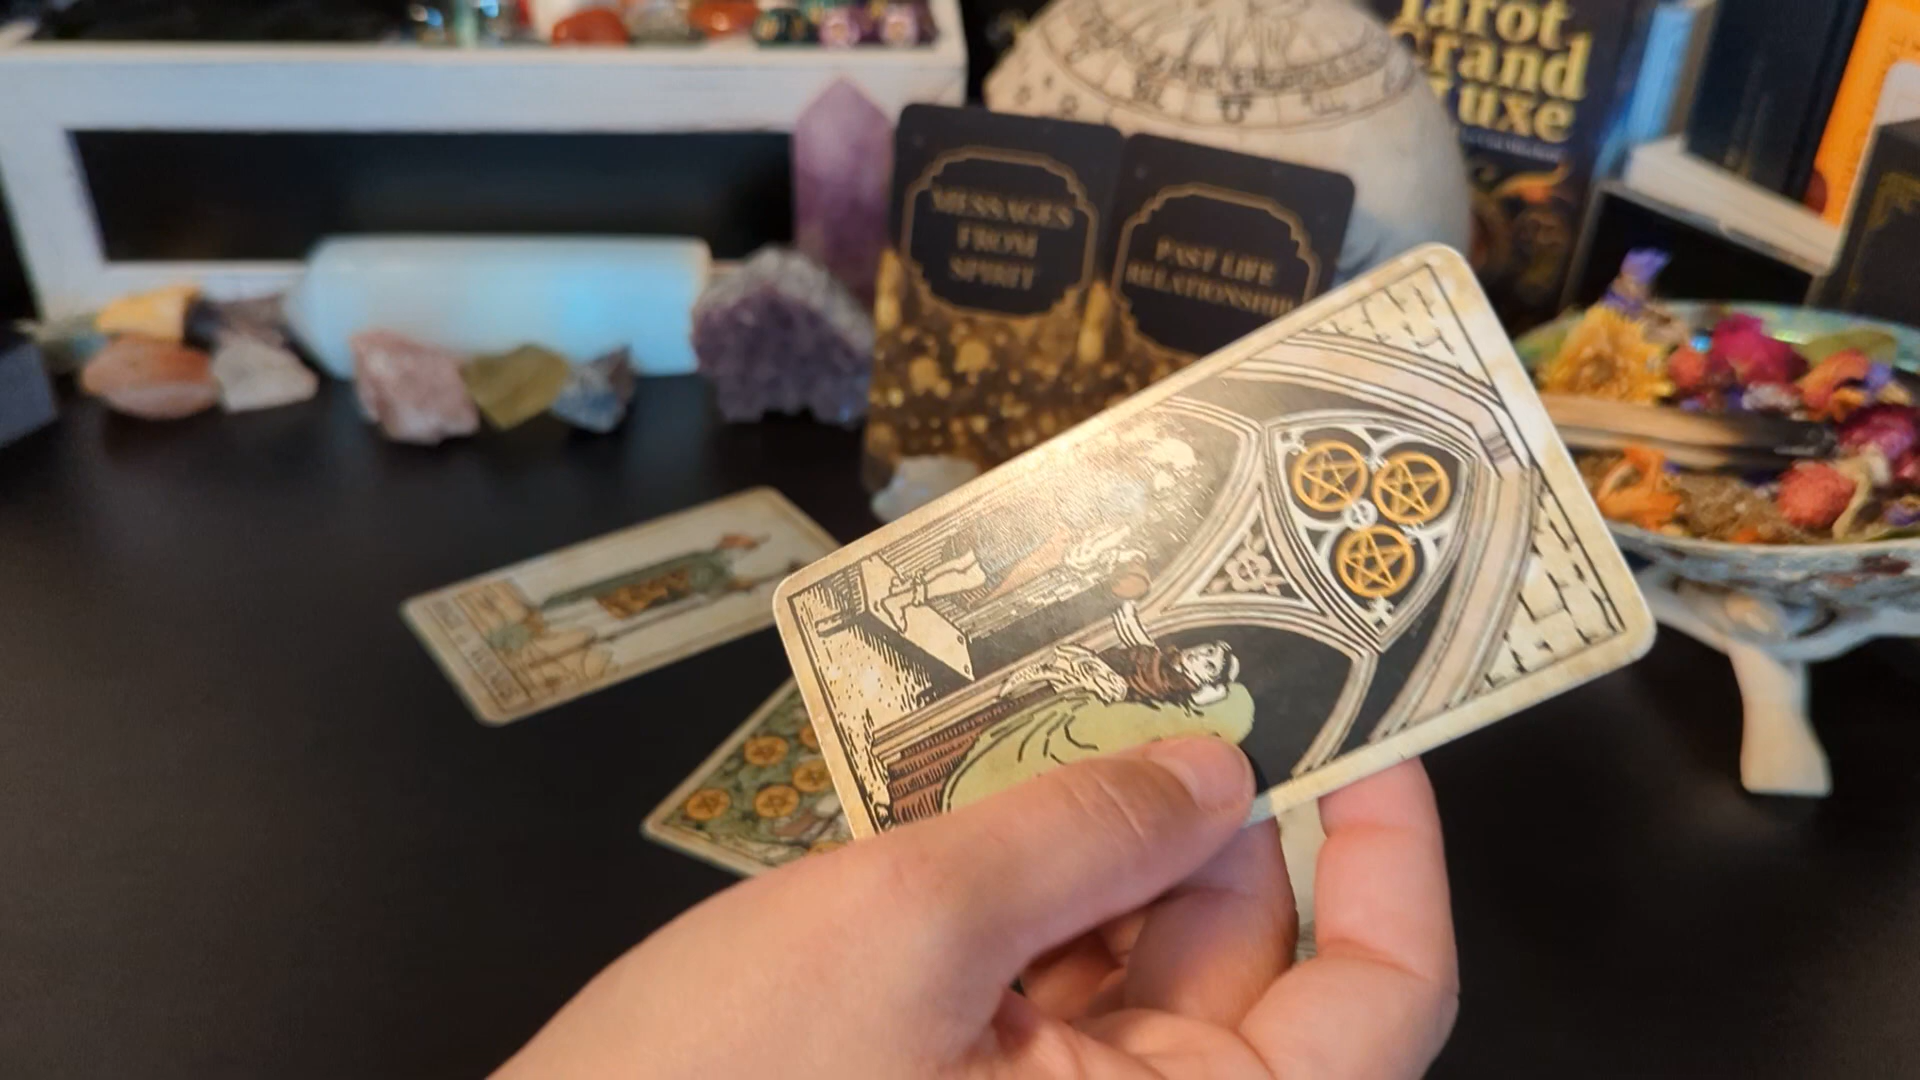 Tarot
Grand
Luxe
MESSAGES
FROM
SPIRIT
PAST LIFE
RELATIONSHIP